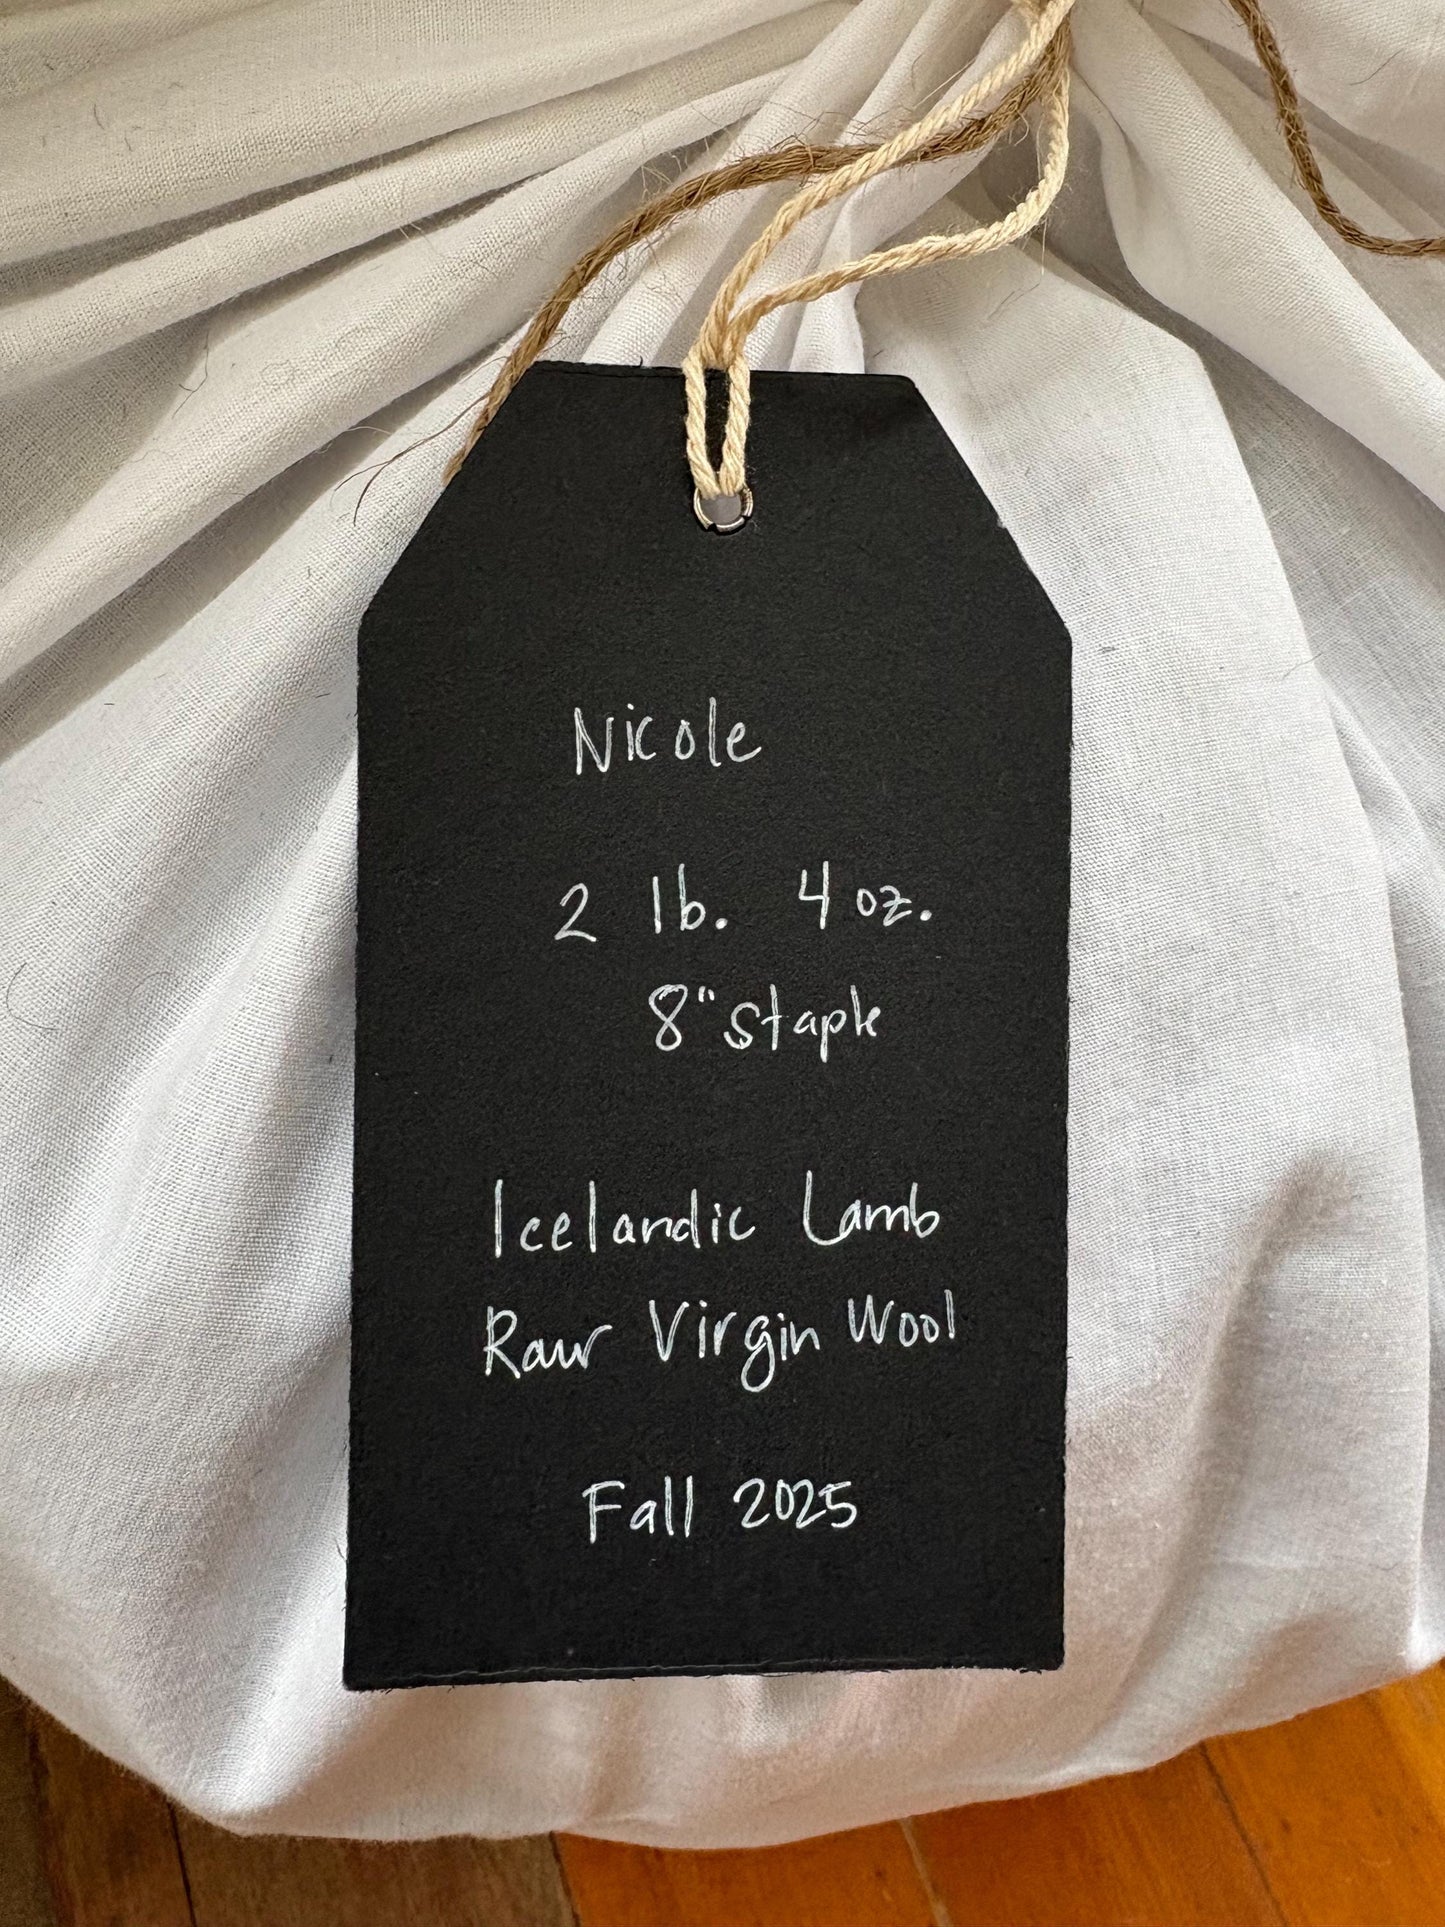 Nicole
2 lb. 4 oz.
8" staple
Icelandic Lamb
Raw Virgin Wool
Fall 2025